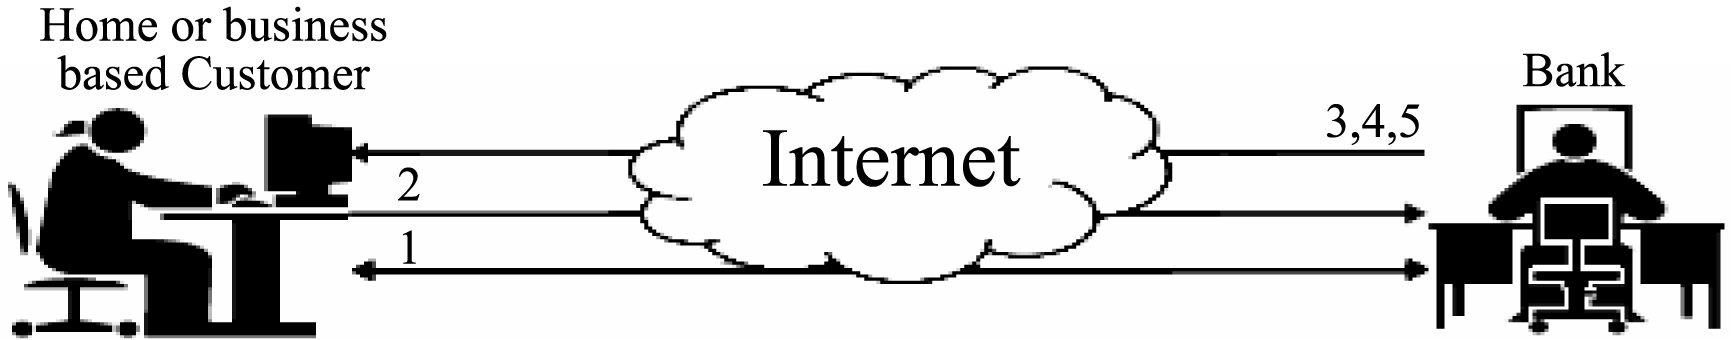 Home or business
based Customer
Bank
3,4,5
Internet
2
1